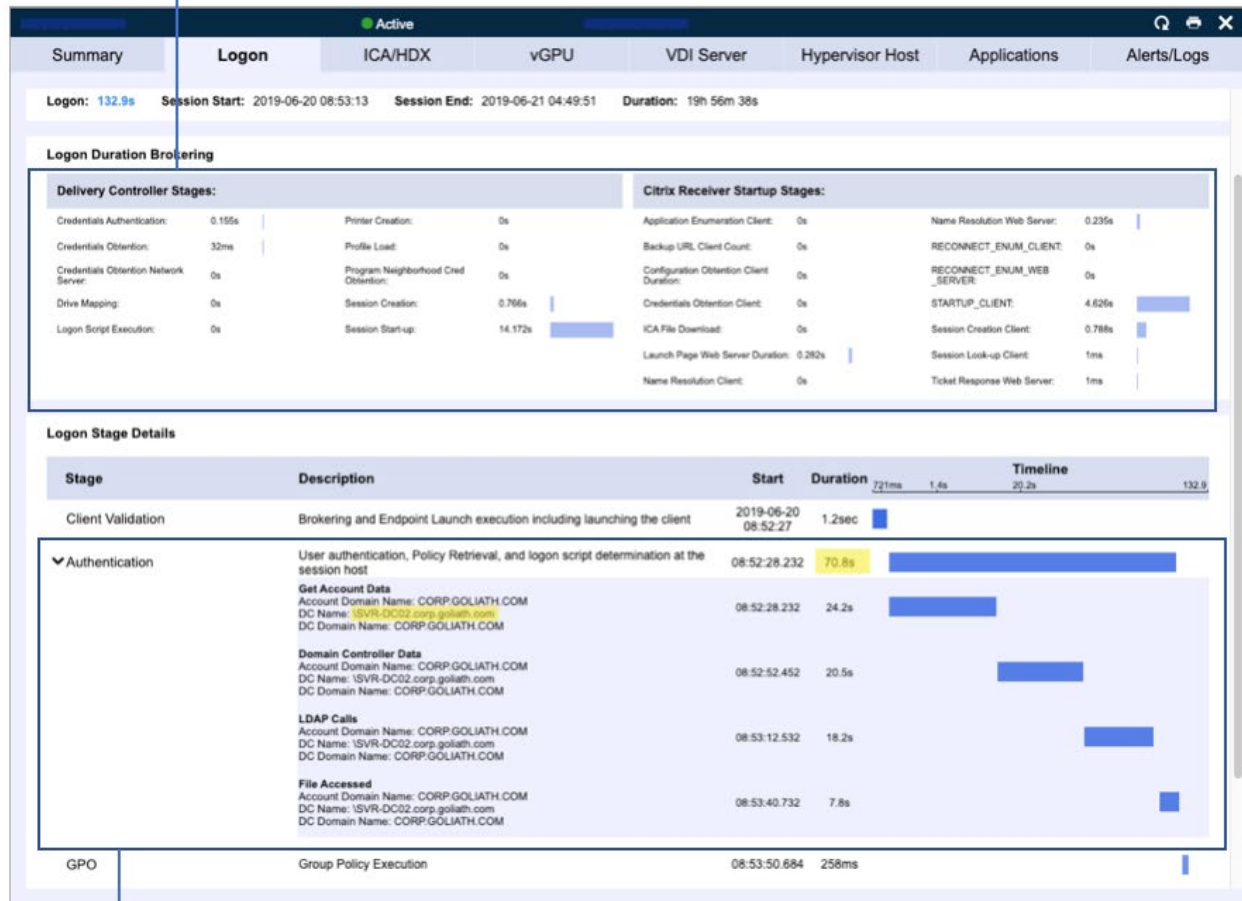 Active
Summary Logon ICA/HDX vGPU VDI Server Hypervisor Host Applications Alerts/Logs
Logon: 132.9s Session Start: 2019-06-20 08:53:13 Session End: 2019-06-21 04:49:51 Duration: 19h 56m 38s
Logon Duration Brokering
Delivery Controller Stages:
Credentials Authentication: 0.155s Printer Creation: 0s
Credentials Obtention: 32ms Profile Load: 0s
Credentials Obtention Network
Server: 0s Program Neighborhood Cred
Obtention: 0s
Drive Mapping: 0s Session Creation: 0.766s
Logon Script Execution: 0s Session Start-up: 14.172s
Citrix Receiver Startup Stages:
Application Enumeration Client: 0s Name Resolution Web Server: 0.235s
Backup URL Client Count: 0s RECONNECT_ENUM_CLIENT: 0s
Configuration Obtention Client
Duration: 0s RECONNECT_ENUM_WEB
_SERVER: 0s
Credentials Obtention Client: 0s STARTUP_CLIENT: 4.626s
ICA File Download: 0s Session Creation Client: 0.788s
Launch Page Web Server Duration: 0.282s Session Look-up Client: 1ms
Name Resolution Client: 0s Ticket Response Web Server: 1ms
Logon Stage Details
Stage Description Start Duration Timeline
721ms 1.4s 20.2s 132.9
Client Validation Brokering and Endpoint Launch execution including launching the client 2019-06-20
08:52:27 1.2sec
Authentication User authentication, Policy Retrieval, and logon script determination at the
session host 08:52:28.232 70.8s
Get Account Data
Account Domain Name: CORP.GOLIATH.COM
DC Name: \SVR-DC02.corp.goliath.com 08:52:28.232 24.2s
DC Domain Name: CORP.GOLIATH.COM
Domain Controller Data
Account Domain Name: CORP.GOLIATH.COM
DC Name: \SVR-DC02.corp.goliath.com 08:52:52.452 20.5s
DC Domain Name: CORP.GOLIATH.COM
LDAP Calls
Account Domain Name: CORP.GOLIATH.COM
DC Name: \SVR-DC02.corp.goliath.com 08:53:12.532 18.2s
DC Domain Name: CORP.GOLIATH.COM
File Accessed
Account Domain Name: CORP.GOLIATH.COM
DC Name: \SVR-DC02.corp.goliath.com 08:53:40.732 7.8s
DC Domain Name: CORP.GOLIATH.COM
GPO Group Policy Execution 08:53:50.684 258ms